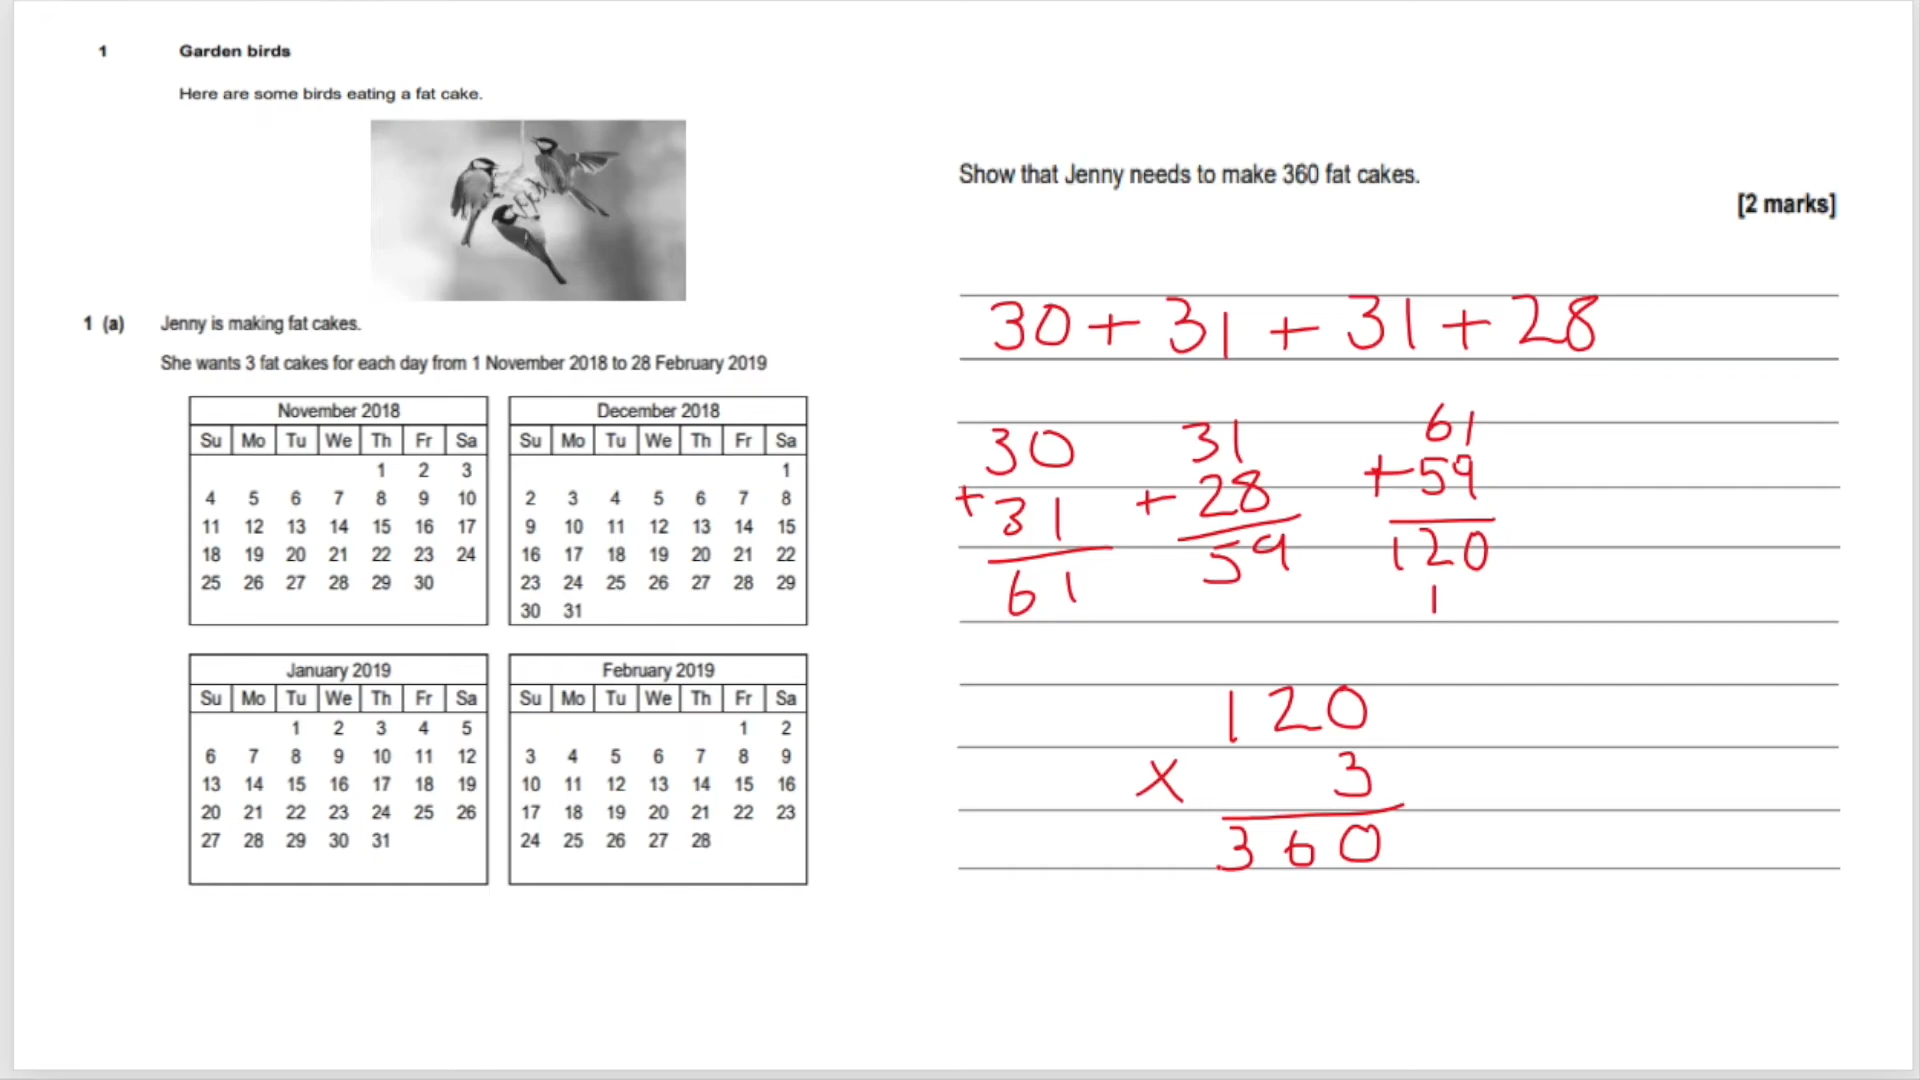 1 Garden birds
Here are some birds eating a fat cake.
1 (a) Jenny is making fat cakes.
She wants 3 fat cakes for each day from 1 November 2018 to 28 February 2019
November 2018
Su Mo Tu We Th Fr Sa
1 2 3
4 5 6 7 8 9 10
11 12 13 14 15 16 17
18 19 20 21 22 23 24
25 26 27 28 29 30
December 2018
Su Mo Tu We Th Fr Sa
1
2 3 4 5 6 7 8
9 10 11 12 13 14 15
16 17 18 19 20 21 22
23 24 25 26 27 28 29
30 31
January 2019
Su Mo Tu We Th Fr Sa
1 2 3 4 5
6 7 8 9 10 11 12
13 14 15 16 17 18 19
20 21 22 23 24 25 26
27 28 29 30 31
February 2019
Su Mo Tu We Th Fr Sa
1 2
3 4 5 6 7 8 9
10 11 12 13 14 15 16
17 18 19 20 21 22 23
24 25 26 27 28
Show that Jenny needs to make 360 fat cakes.
[2 marks]
30 + 31 + 31 + 28
30
+ 31
61
31
+ 28
59
61
+ 59
120
1
120
x 3
360